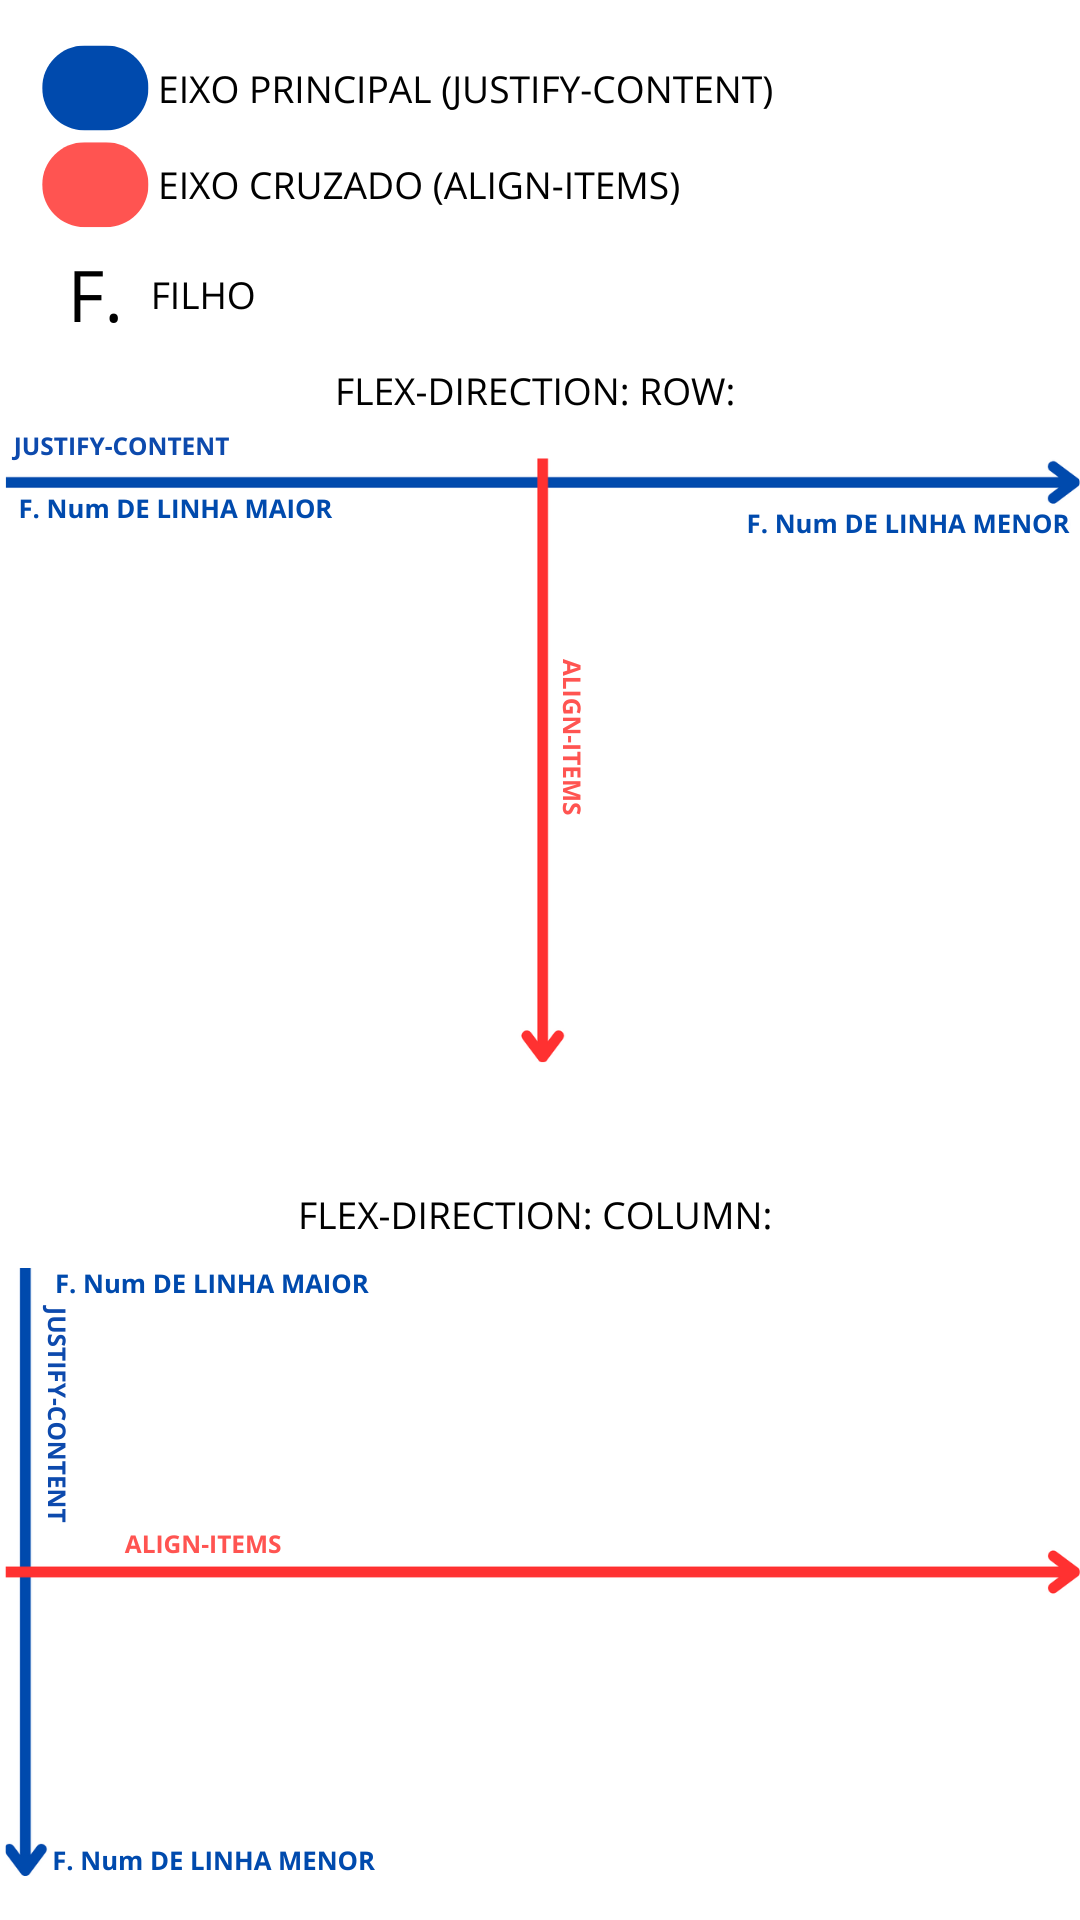 EIXO PRINCIPAL (JUSTIFY-CONTENT)
EIXO CRUZADO (ALIGN-ITEMS)
F. FILHO
FLEX-DIRECTION: ROW:
JUSTIFY-CONTENT
F. Num DE LINHA MAIOR
F. Num DE LINHA MENOR
ALIGN-ITEMS
FLEX-DIRECTION: COLUMN:
F. Num DE LINHA MAIOR
JUSTIFY-CONTENT
ALIGN-ITEMS
F. Num DE LINHA MENOR